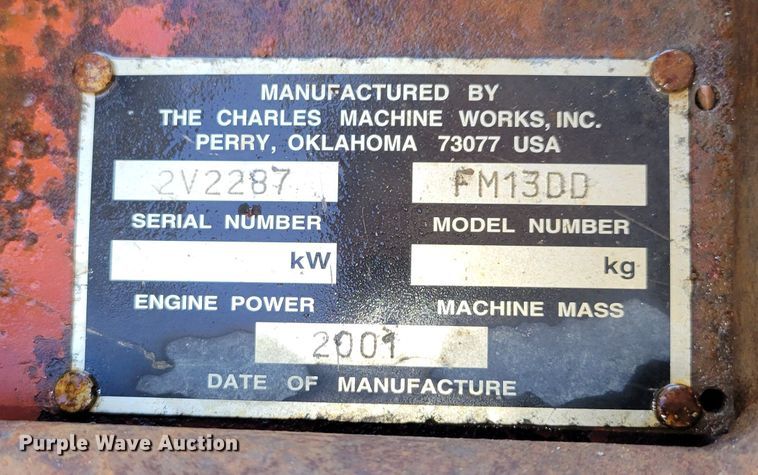 MANUFACTURED BY
THE CHARLES MACHINE WORKS, INC.
PERRY, OKLAHOMA 73077 USA
2V2287 FM13DD
SERIAL NUMBER MODEL NUMBER
kW kg
ENGINE POWER MACHINE MASS
2001
DATE OF MANUFACTURE
Purple Wave Auction